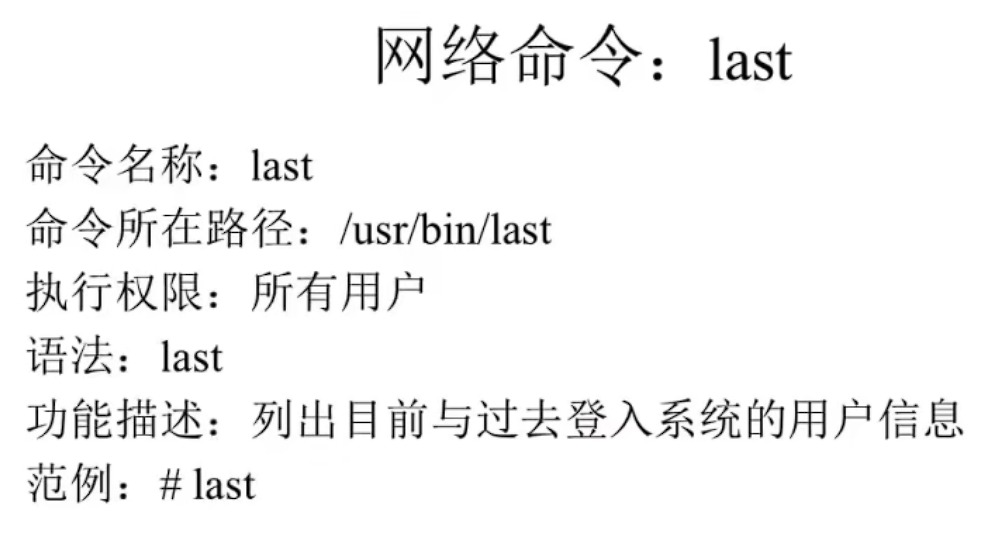 网络命令：last
命令名称：last
命令所在路径：/usr/bin/last
执行权限：所有用户
语法：last
功能描述：列出目前与过去登入系统的用户信息
范例：# last